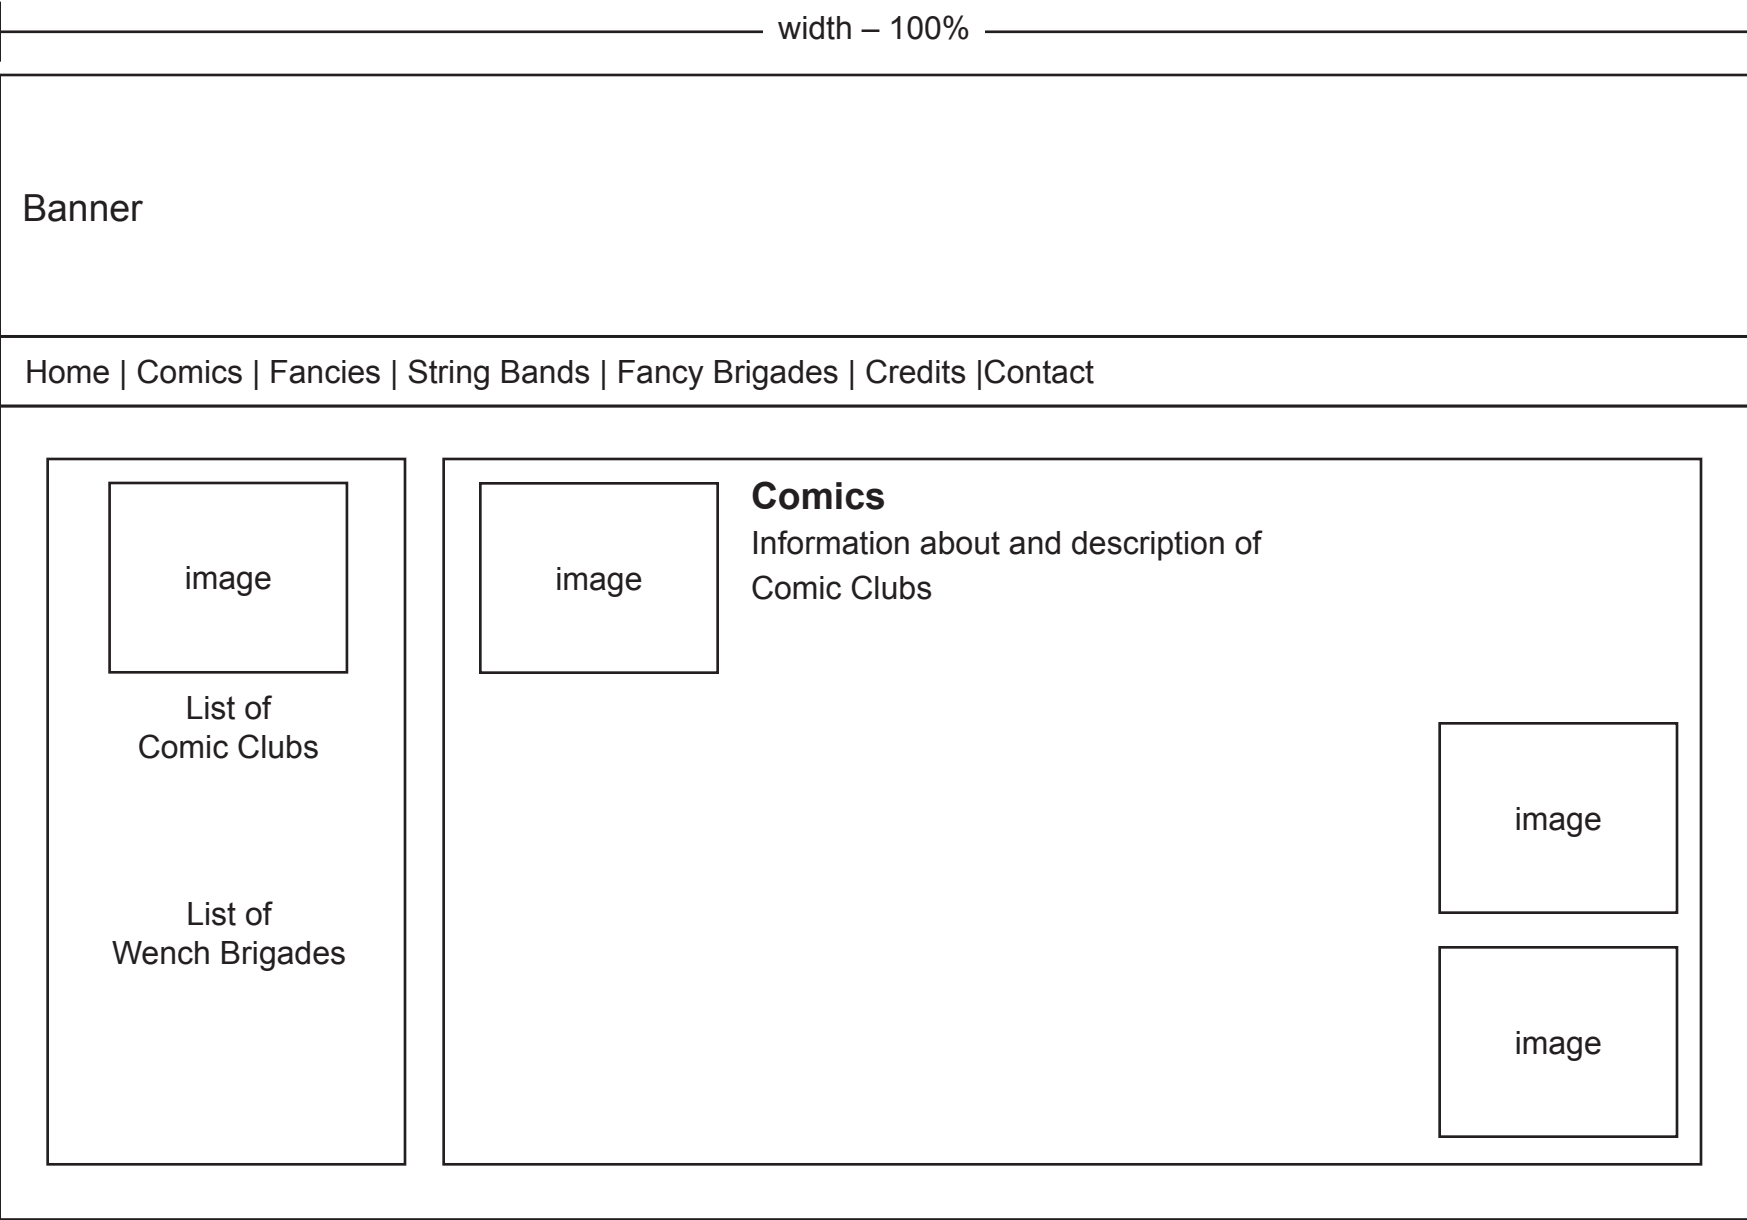 width – 100%
Banner
Home | Comics | Fancies | String Bands | Fancy Brigades | Credits |Contact
image
List of
Comic Clubs
List of
Wench Brigades
image
Comics
Information about and description of
Comic Clubs
image
image